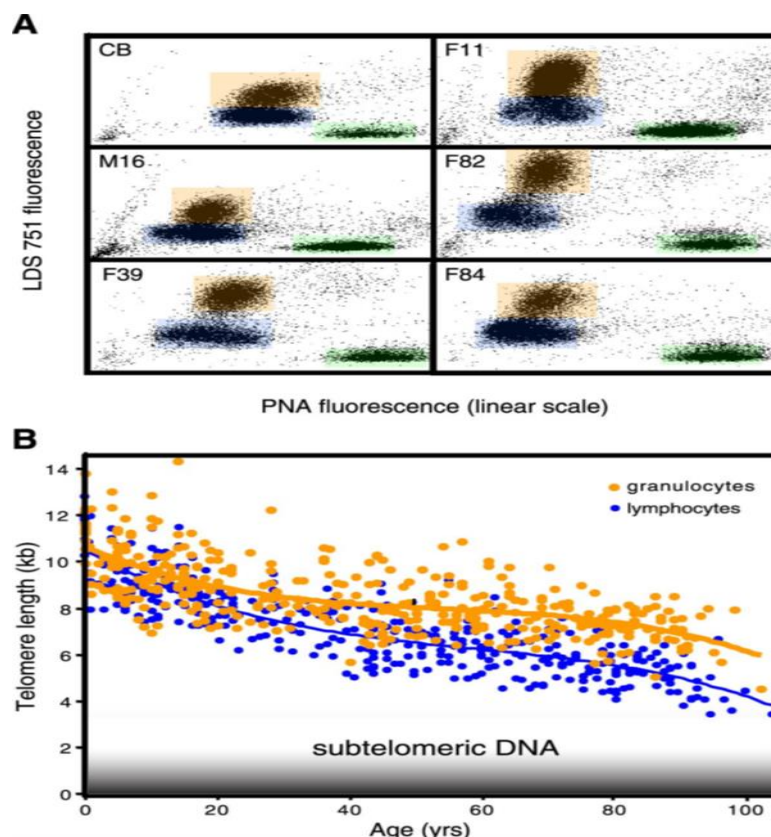 A
CB
F11
M16
F82
F39
F84
LDS 751 fluorescence
PNA fluorescence (linear scale)
B
14
12
10
8
6
4
2
0
Telomere length (kb)
granulocytes
lymphocytes
subtelomeric DNA
0 20 40 60 80 100
Age (yrs)